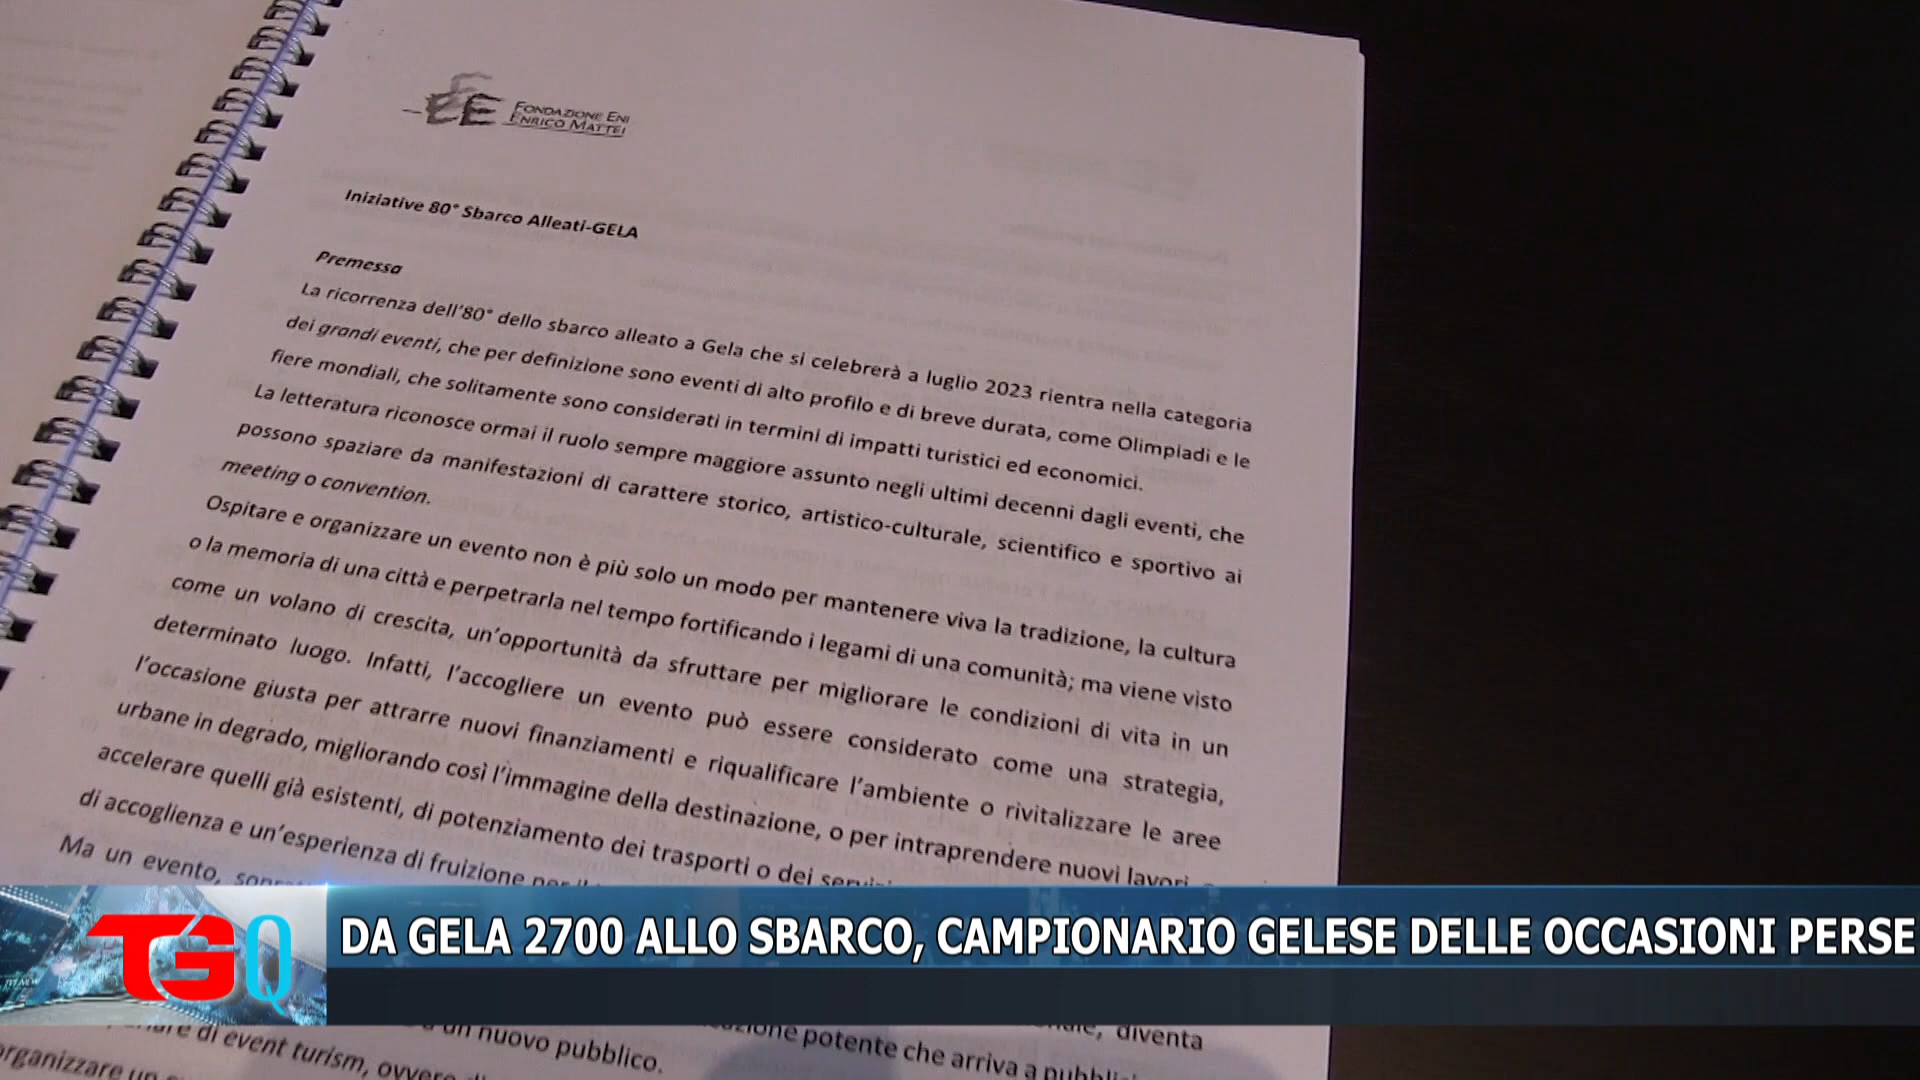 FONDAZIONE ENI
ENRICO MATTEI
Iniziative 80° Sbarco Alleati-GELA
Premessa
La ricorrenza dell'80° dello sbarco alleato a Gela che si celebrerà a luglio 2023 rientra nella categoria
dei grandi eventi, che per definizione sono eventi di alto profilo e di breve durata, come Olimpiadi e le
fiere mondiali, che solitamente sono considerati in termini di impatti turistici ed economici.
La letteratura riconosce ormai il ruolo sempre maggiore assunto negli ultimi decenni dagli eventi, che
possono spaziare da manifestazioni di carattere storico, artistico-culturale, scientifico e sportivo ai
meeting o convention.
Ospitare e organizzare un evento non è più solo un modo per mantenere viva la tradizione, la cultura
o la memoria di una città e perpetrarla nel tempo fortificando i legami di una comunità; ma viene visto
come un volano di crescita, un'opportunità da sfruttare per migliorare le condizioni di vita in un
determinato luogo. Infatti, l'accogliere un evento può essere considerato come una strategia,
l'occasione giusta per attrarre nuovi finanziamenti e riqualificare l'ambiente o rivitalizzare le aree
urbane in degrado, migliorando così l'immagine della destinazione, o per intraprendere nuovi lavori
accelerare quelli già esistenti, di potenziamento dei trasporti o dei
di accoglienza e un'esperienza di fruizione per
Ma un evento,
TGQ
DA GELA 2700 ALLO SBARCO, CAMPIONARIO GELESE DELLE OCCASIONI PERSE
diventa
un nuovo pubblico. potente che arriva a
di event turism, ovvero
organizzare un